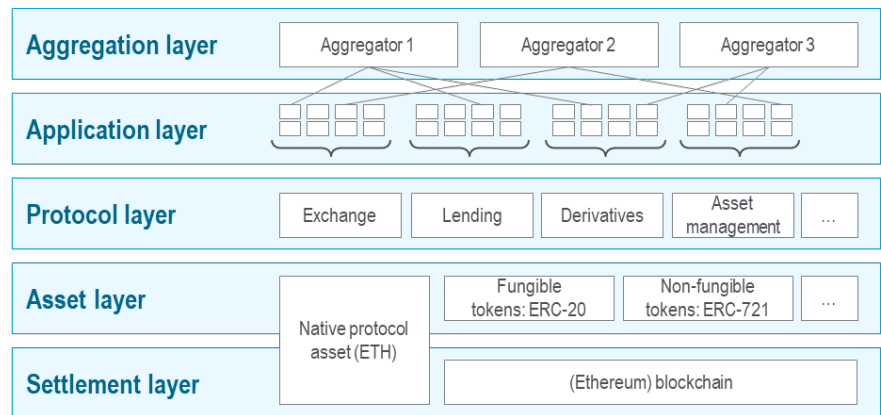 Aggregation layer
Aggregator 1
Aggregator 2
Aggregator 3
Application layer
Protocol layer
Exchange
Lending
Derivatives
Asset
management
...
Asset layer
Fungible
tokens: ERC-20
Non-fungible
tokens: ERC-721
...
Native protocol
asset (ETH)
Settlement layer
(Ethereum) blockchain